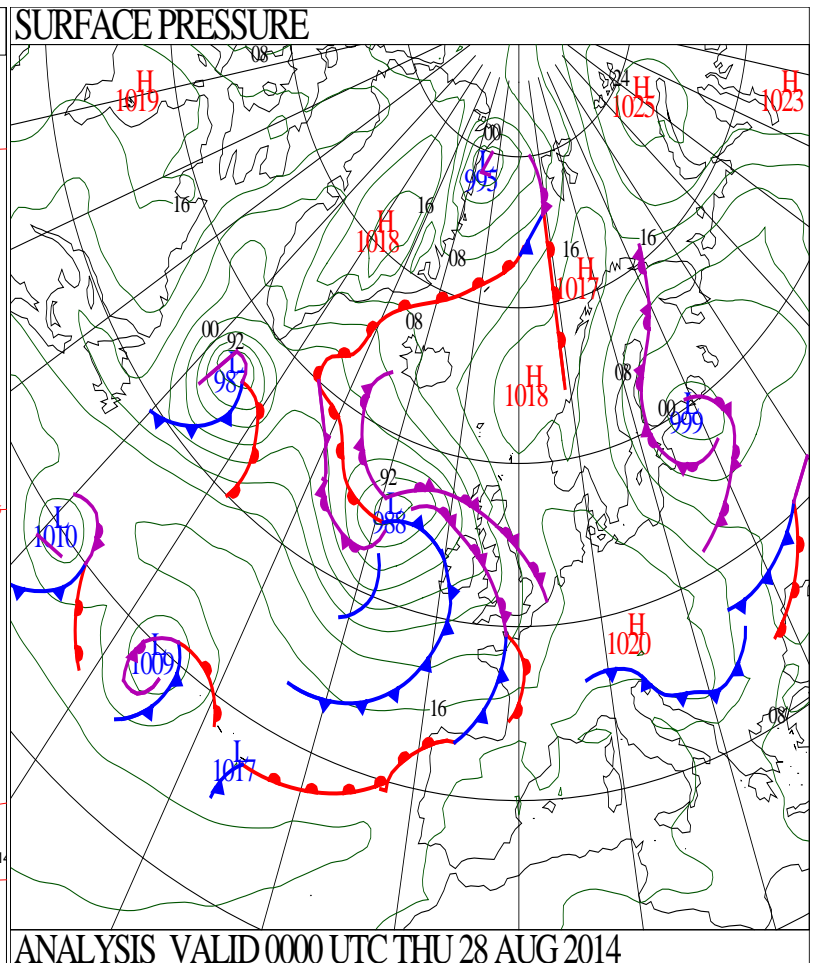 SURFACE PRESSURE
08
H
1019
24
H
1025
H
1023
00
L
995
16
16
H
1018
16
16
08
H
1017
00
92
L
987
08
08
H
1018
00
L
999
92
L
988
L
1010
L
1009
H
1020
16
08
L
1017
ANALYSIS VALID 0000 UTC THU 28 AUG 2014